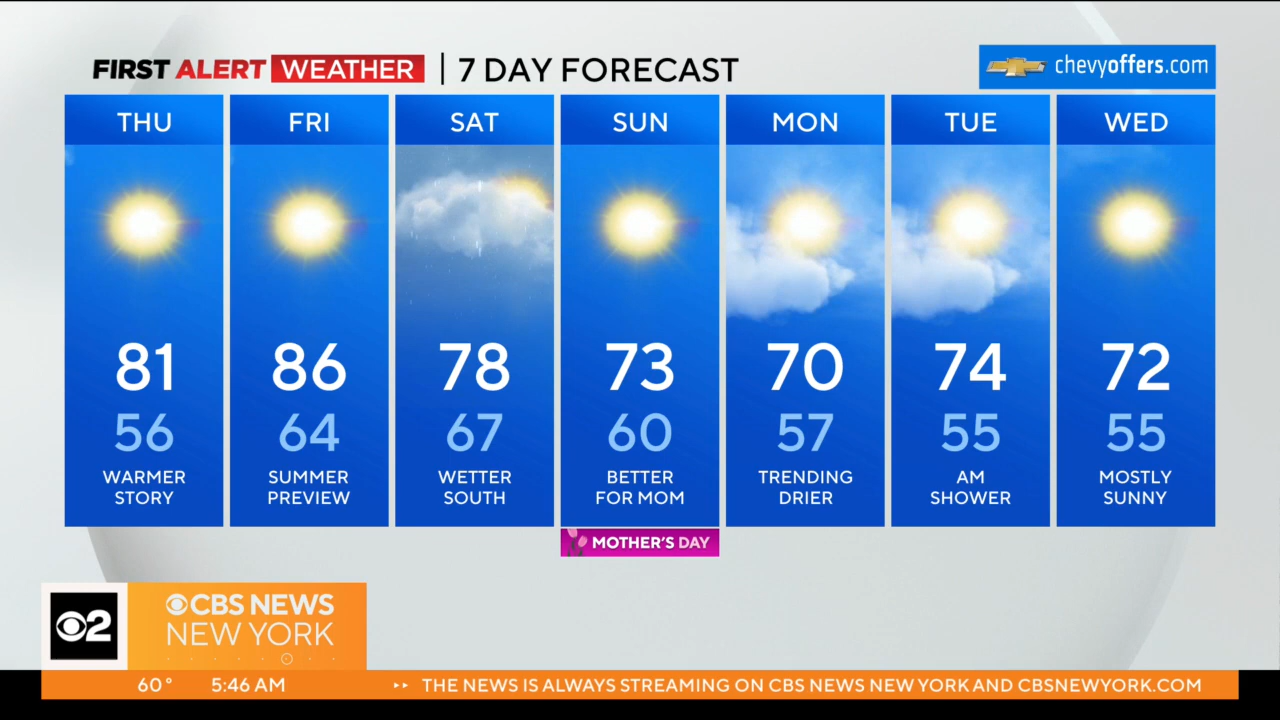 FIRST ALERT WEATHER | 7 DAY FORECAST
chevyoffers.com
THU
FRI
SAT
SUN
MON
TUE
WED
81
86
78
73
70
74
72
56
64
67
60
57
55
55
WARMER
STORY
SUMMER
PREVIEW
WETTER
SOUTH
BETTER
FOR MOM
TRENDING
DRIER
AM
SHOWER
MOSTLY
SUNNY
MOTHER'S DAY
2
CBS NEWS
NEW YORK
60° 5:46 AM THE NEWS IS ALWAYS STREAMING ON CBS NEWS NEW YORK AND CBSNEWYORK.COM